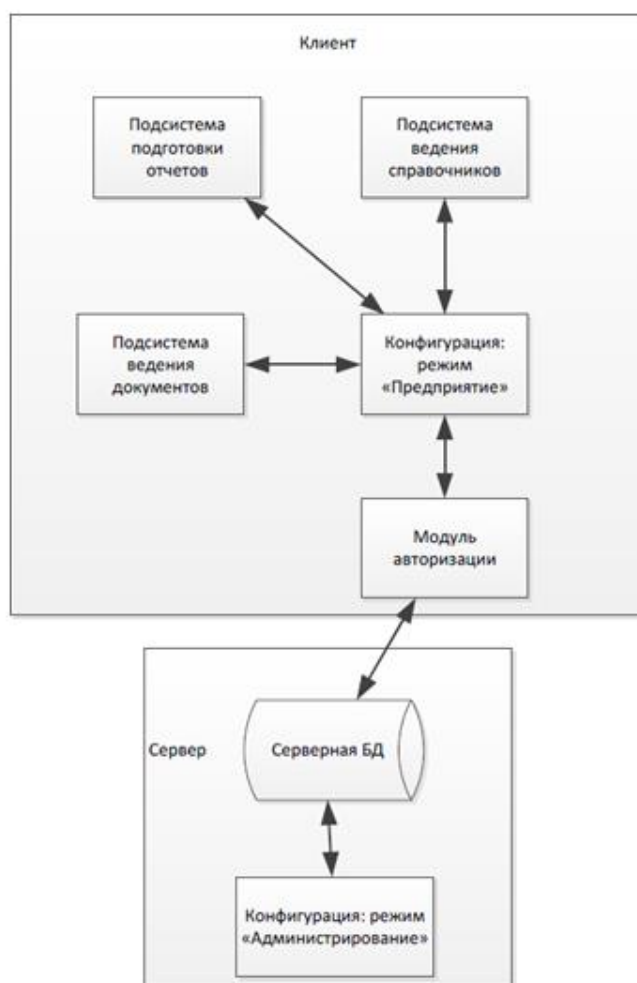 Клиент
Подсистема
подготовки
отчетов
Подсистема
ведения
справочников
Подсистема
ведения
документов
Конфигурация:
режим
«Предприятие»
Модуль
авторизации
Сервер
Серверная БД
Конфигурация: режим
«Администрирование»